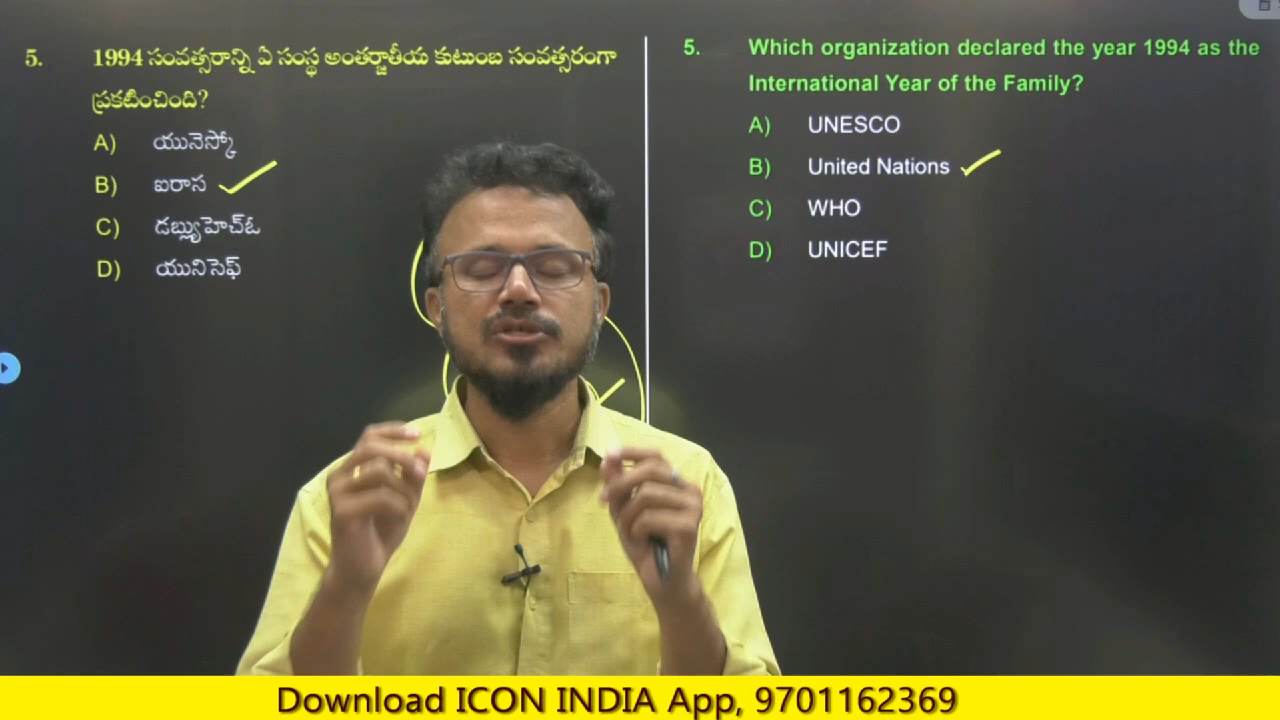 5. 1994 సంవత్సరాన్ని ఏ సంస్థ అంతర్జాతీయ కుటుంబ సంవత్సరంగా
ప్రకటించింది?
A) యునెస్కో
B) ఐరాస
C) డబ్ల్యుహెచ్ఓ
D) యునిసెఫ్
5. Which organization declared the year 1994 as the
International Year of the Family?
A) UNESCO
B) United Nations
C) WHO
D) UNICEF
Download ICON INDIA App, 9701162369